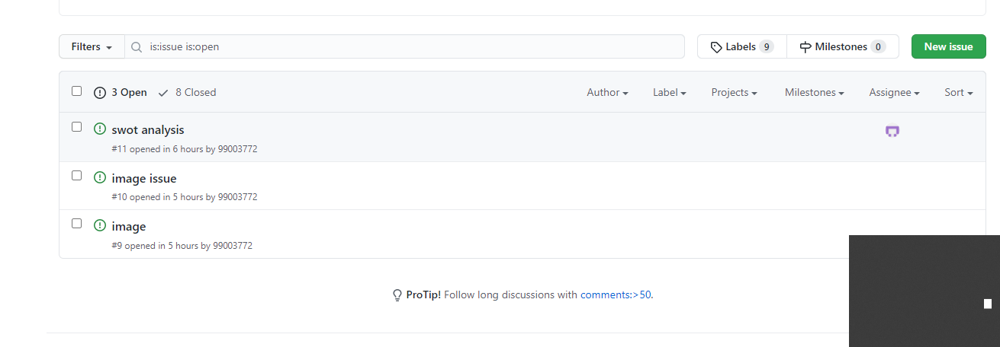 Filters is:issue is:open Labels 9 Milestones 0 New issue
3 Open 8 Closed Author Label Projects Milestones Assignee Sort
swot analysis
#11 opened in 6 hours by 99003772
image issue
#10 opened in 5 hours by 99003772
image
#9 opened in 5 hours by 99003772
ProTip! Follow long discussions with comments:>50.